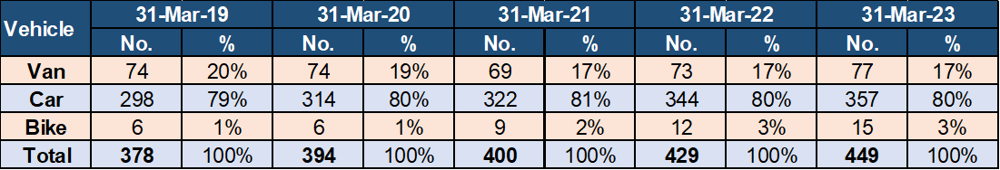 Vehicle 31-Mar-19 31-Mar-20 31-Mar-21 31-Mar-22 31-Mar-23
No. % No. % No. % No. % No. %
Van 74 20% 74 19% 69 17% 73 17% 77 17%
Car 298 79% 314 80% 322 81% 344 80% 357 80%
Bike 6 1% 6 1% 9 2% 12 3% 15 3%
Total 378 100% 394 100% 400 100% 429 100% 449 100%